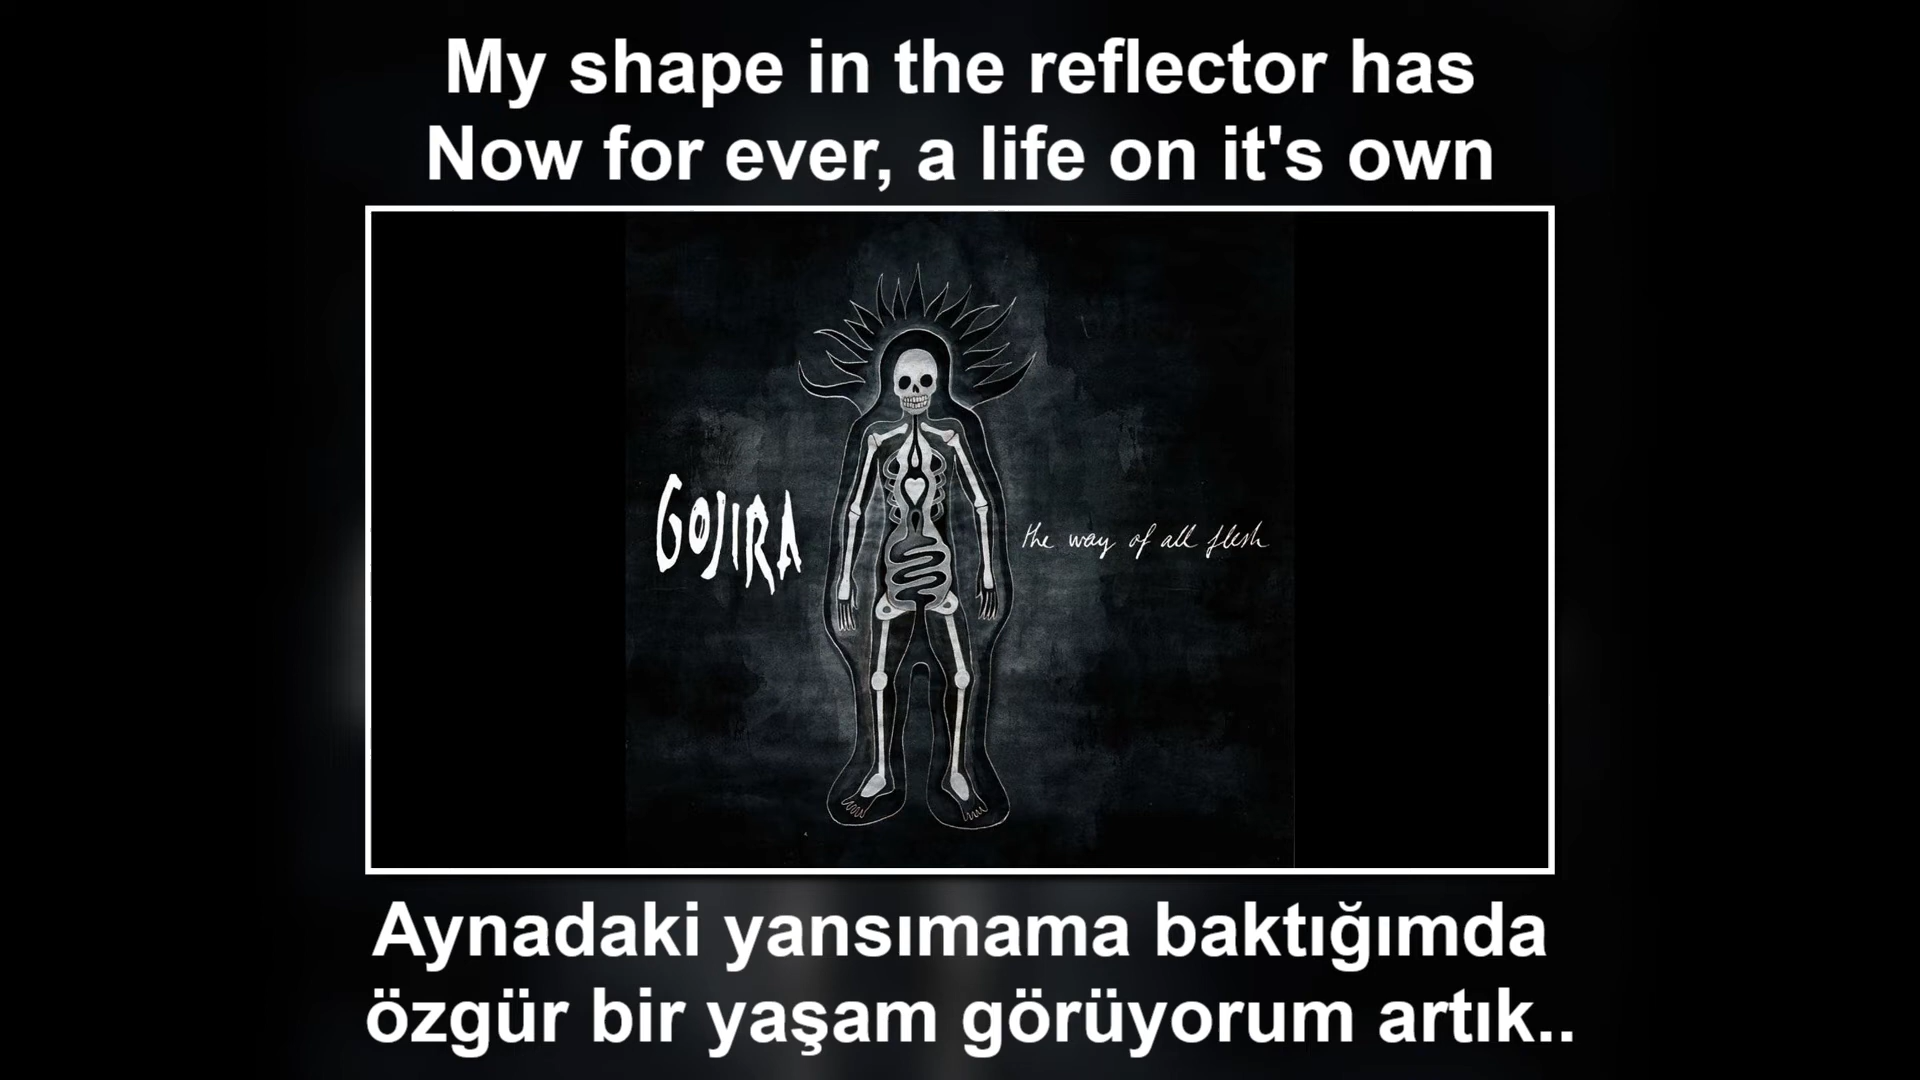 My shape in the reflector has
Now for ever, a life on it's own
GOJIRA
the way of all flesh
Aynadaki yansımama baktığımda
özgür bir yaşam görüyorum artık..